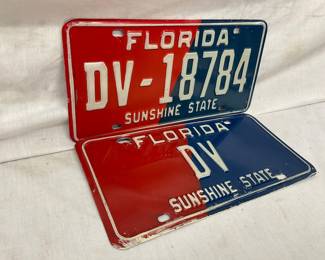 FLORIDA
DV-18784
SUNSHINE STATE
FLORIDA
DV
SUNSHINE STATE